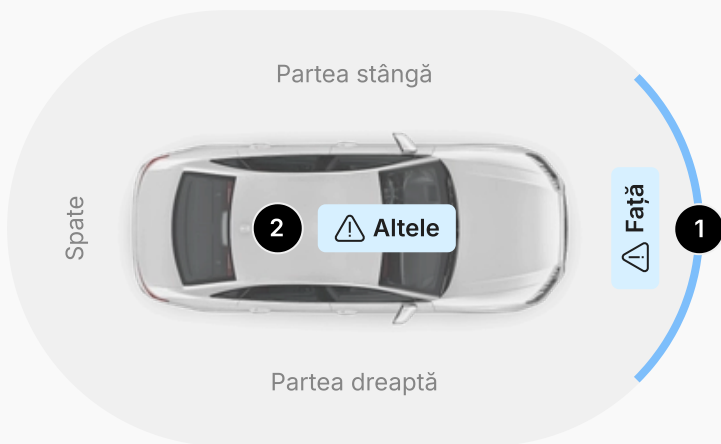 Partea stângă
Spate
2
Altele
Față
1
Partea dreaptă